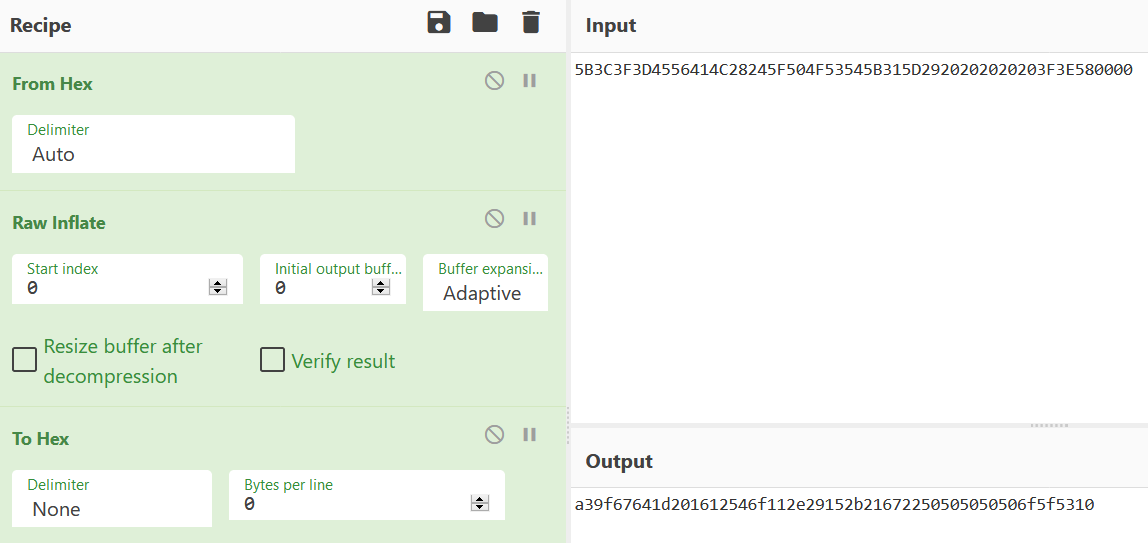 Recipe
From Hex
Delimiter
Auto
Raw Inflate
Start index
0
Initial output buff...
0
Buffer expansi...
Adaptive
Resize buffer after
decompression
Verify result
To Hex
Delimiter
None
Bytes per line
0
Input
5B3C3F3D4556414C28245F504F53545B315D2920202020203F3E580000
Output
a39f67641d201612546f112e29152b21672250505050506f5f5310